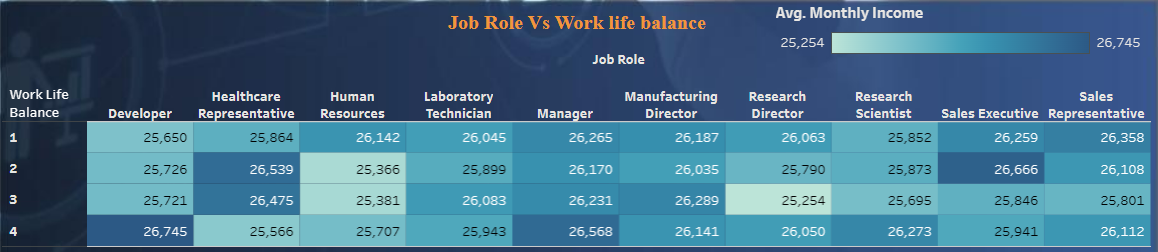 Job Role Vs Work life balance
Avg. Monthly Income
25,254 26,745
Job Role
Work Life Balance Developer Healthcare Representative Human Resources Laboratory Technician Manager Manufacturing Director Research Director Research Scientist Sales Executive Sales Representative
1 25,650 25,864 26,142 26,045 26,265 26,187 26,063 25,852 26,259 26,358
2 25,726 26,539 25,366 25,899 26,170 26,035 25,790 25,873 26,666 26,108
3 25,721 26,475 25,381 26,083 26,231 26,289 25,254 25,695 25,846 25,801
4 26,745 25,566 25,707 25,943 26,568 26,141 26,050 26,273 25,941 26,112